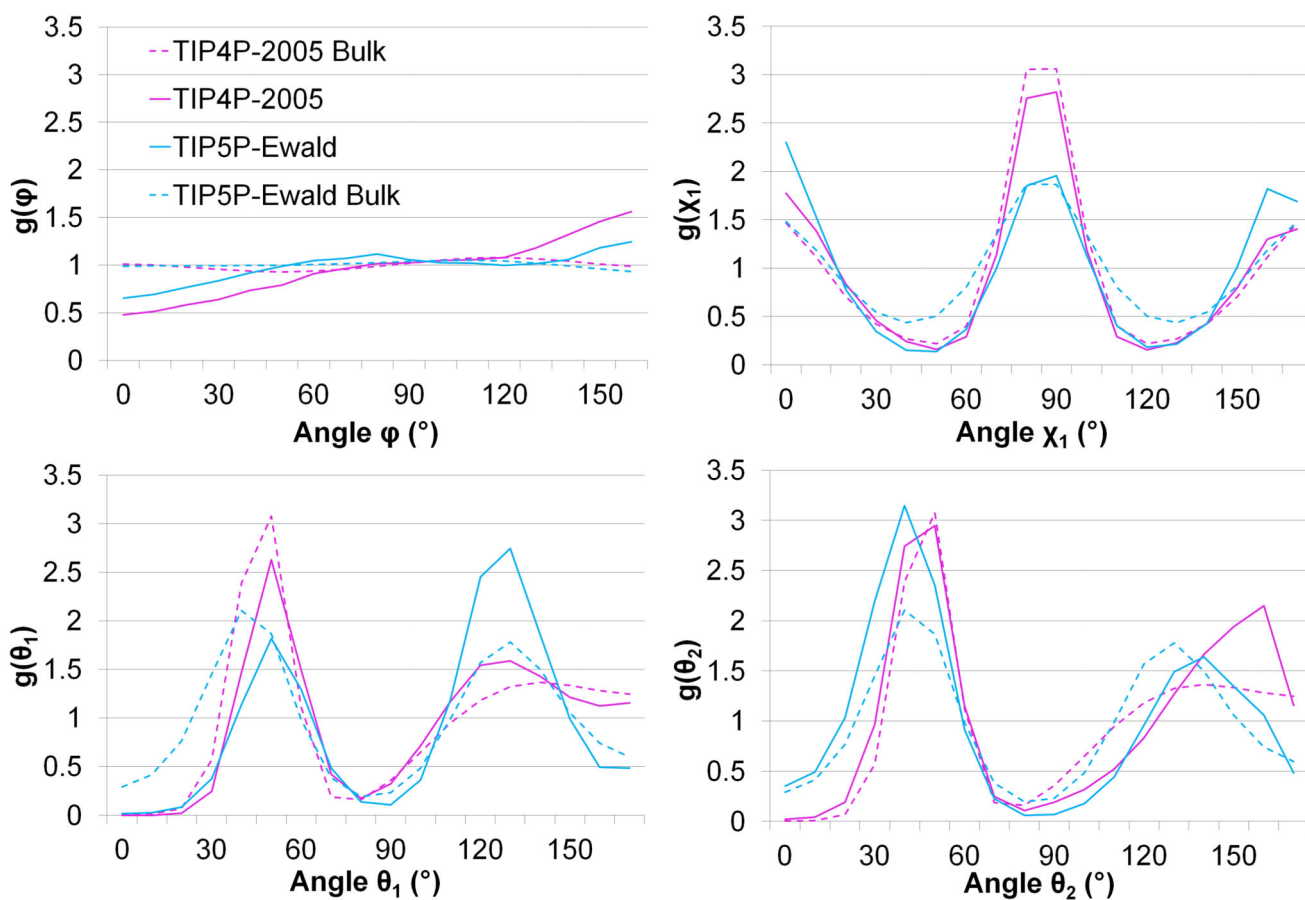 3.5
3
2.5
2
1.5
1
0.5
0
g(φ)
TIP4P-2005 Bulk
TIP4P-2005
TIP5P-Ewald
TIP5P-Ewald Bulk
0 30 60 90 120 150
Angle φ (°)
3.5
3
2.5
2
1.5
1
0.5
0
g(χ₁)
0 30 60 90 120 150
Angle χ₁ (°)
3.5
3
2.5
2
1.5
1
0.5
0
g(θ₁)
0 30 60 90 120 150
Angle θ₁ (°)
3.5
3
2.5
2
1.5
1
0.5
0
g(θ₂)
0 30 60 90 120 150
Angle θ₂ (°)